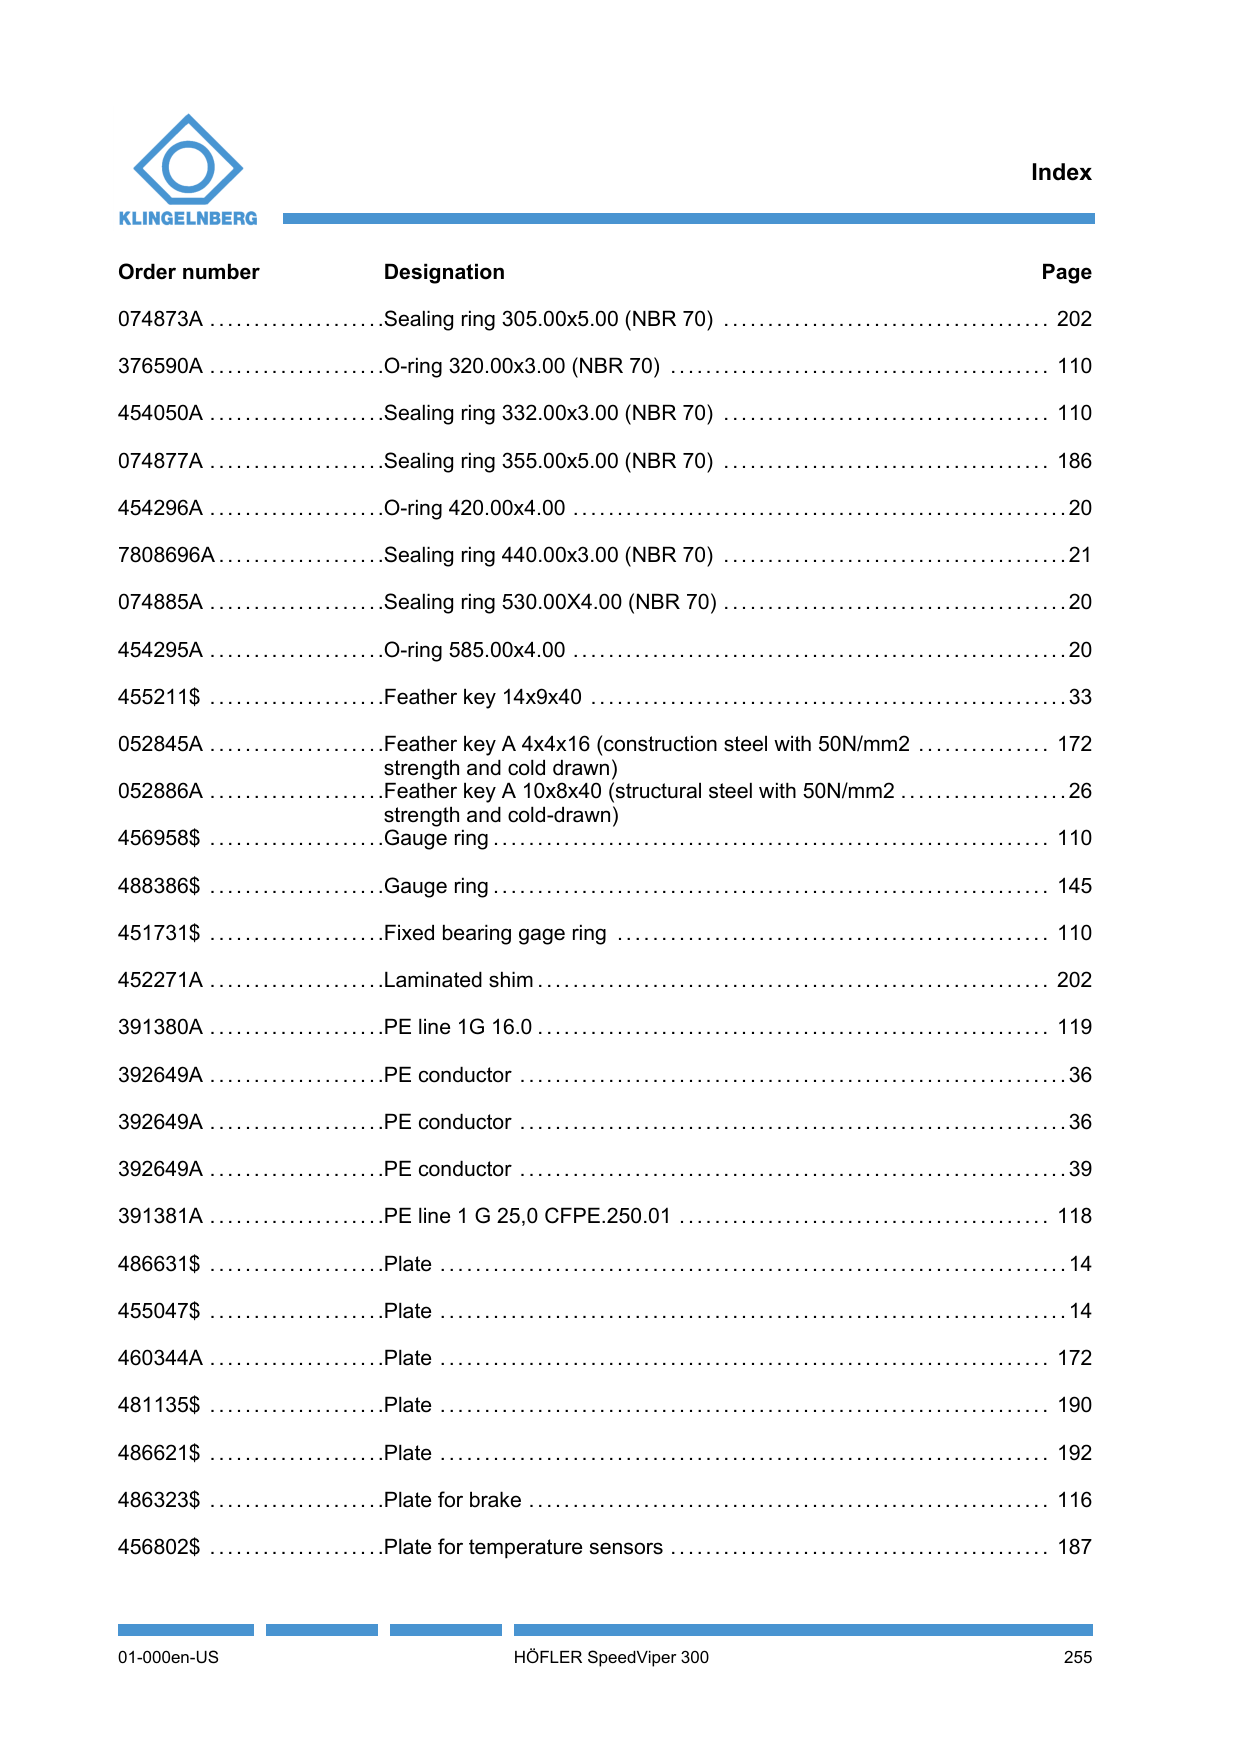 KLINGELNBERG
Index
Order number Designation Page
074873A ....................Sealing ring 305.00x5.00 (NBR 70) ..................................... 202
376590A ....................O-ring 320.00x3.00 (NBR 70) ........................................... 110
454050A ....................Sealing ring 332.00x3.00 (NBR 70) ..................................... 110
074877A ....................Sealing ring 355.00x5.00 (NBR 70) ..................................... 186
454296A ....................O-ring 420.00x4.00 ........................................................20
7808696A...................Sealing ring 440.00x3.00 (NBR 70) .......................................21
074885A ....................Sealing ring 530.00X4.00 (NBR 70) .......................................20
454295A ....................O-ring 585.00x4.00 ........................................................20
455211$ ....................Feather key 14x9x40 ......................................................33
052845A ....................Feather key A 4x4x16 (construction steel with 50N/mm2 ............... 172
strength and cold drawn)
052886A ....................Feather key A 10x8x40 (structural steel with 50N/mm2 ...................26
strength and cold-drawn)
456958$ ....................Gauge ring ............................................................... 110
488386$ ....................Gauge ring ............................................................... 145
451731$ ....................Fixed bearing gage ring ................................................. 110
452271A ....................Laminated shim .......................................................... 202
391380A ....................PE line 1G 16.0 .......................................................... 119
392649A ....................PE conductor ..............................................................36
392649A ....................PE conductor ..............................................................36
392649A ....................PE conductor ..............................................................39
391381A ....................PE line 1 G 25,0 CFPE.250.01 .......................................... 118
486631$ ....................Plate .......................................................................14
455047$ ....................Plate .......................................................................14
460344A ....................Plate ..................................................................... 172
481135$ ....................Plate ..................................................................... 190
486621$ ....................Plate ..................................................................... 192
486323$ ....................Plate for brake ........................................................... 116
456802$ ....................Plate for temperature sensors ........................................... 187
01-000en-US HÖFLER SpeedViper 300 255